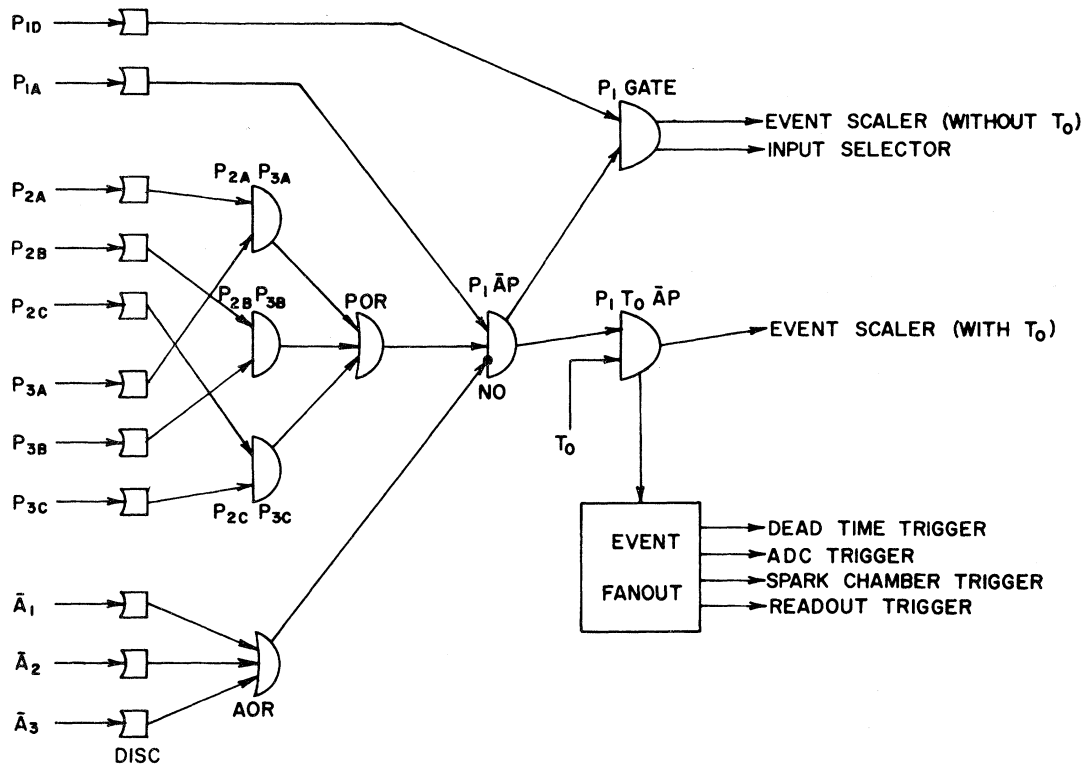 P1D
P1A
P1 GATE
EVENT SCALER (WITHOUT T0)
INPUT SELECTOR
P2A P3A
P2A
P2B
P2C
P2B P3B
POR
P1 ĀP
NO
P1 T0 ĀP
EVENT SCALER (WITH T0)
T0
P3A
P3B
P3C
P2C P3C
EVENT
FANOUT
DEAD TIME TRIGGER
ADC TRIGGER
SPARK CHAMBER TRIGGER
READOUT TRIGGER
Ā1
Ā2
Ā3
AOR
DISC